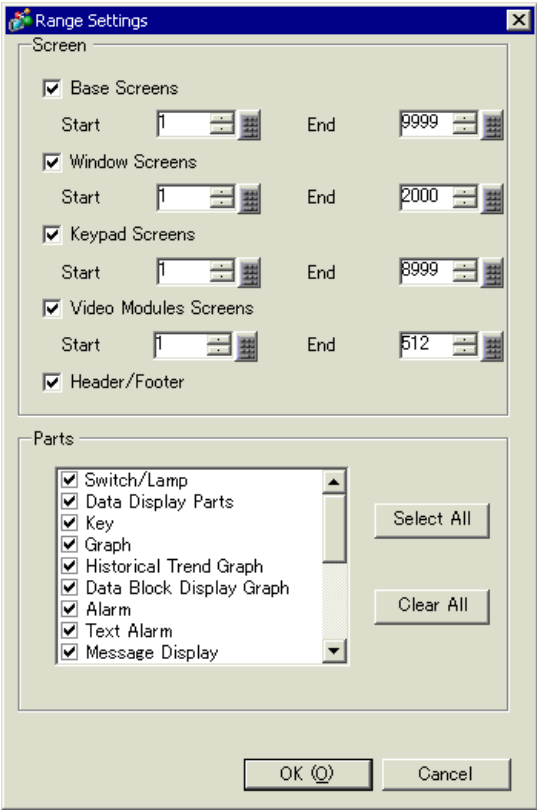 Range Settings
Screen
Base Screens
Start 1 End 9999
Window Screens
Start 1 End 2000
Keypad Screens
Start 1 End 8999
Video Modules Screens
Start 1 End 512
Header/Footer
Parts
Switch/Lamp
Data Display Parts
Key
Graph
Historical Trend Graph
Data Block Display Graph
Alarm
Text Alarm
Message Display
Select All
Clear All
OK (O) Cancel